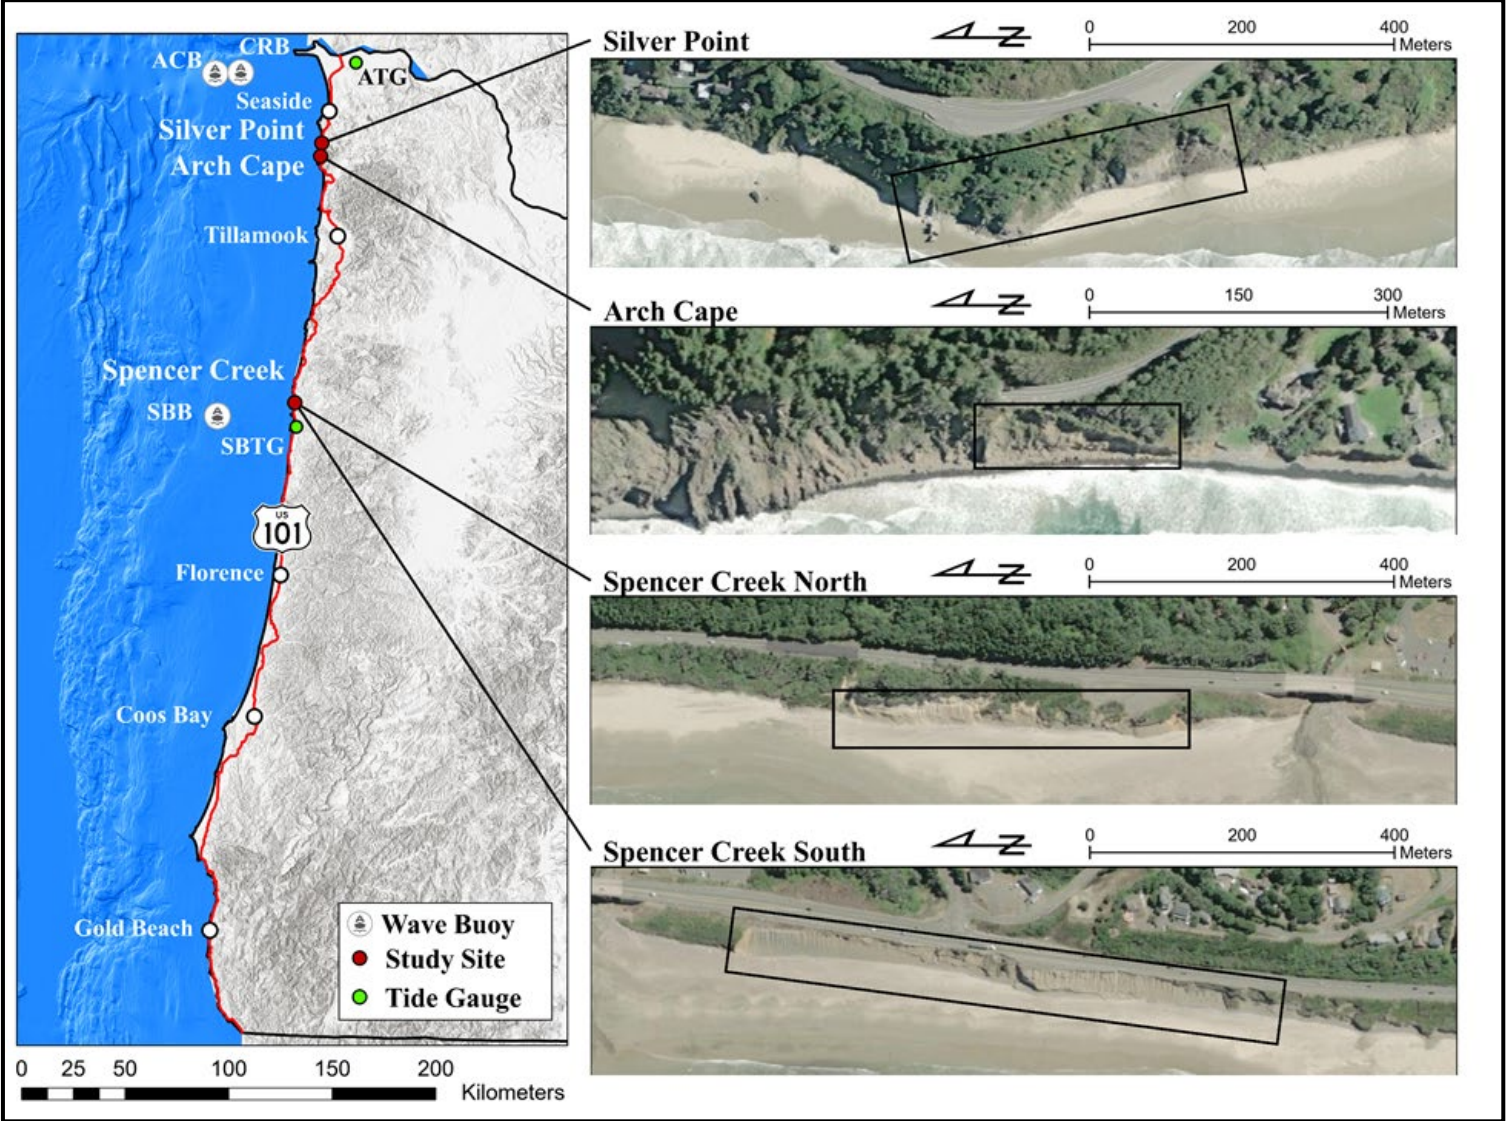 CRB
ACB
ATG
Seaside
Silver Point
Arch Cape
Tillamook
Spencer Creek
SBB
SBTG
US
101
Florence
Coos Bay
Gold Beach
Wave Buoy
Study Site
Tide Gauge
0 25 50 100 150 200
Kilometers
Silver Point
N
0 200 400
Meters
Arch Cape
N
0 150 300
Meters
Spencer Creek North
N
0 200 400
Meters
Spencer Creek South
N
0 200 400
Meters